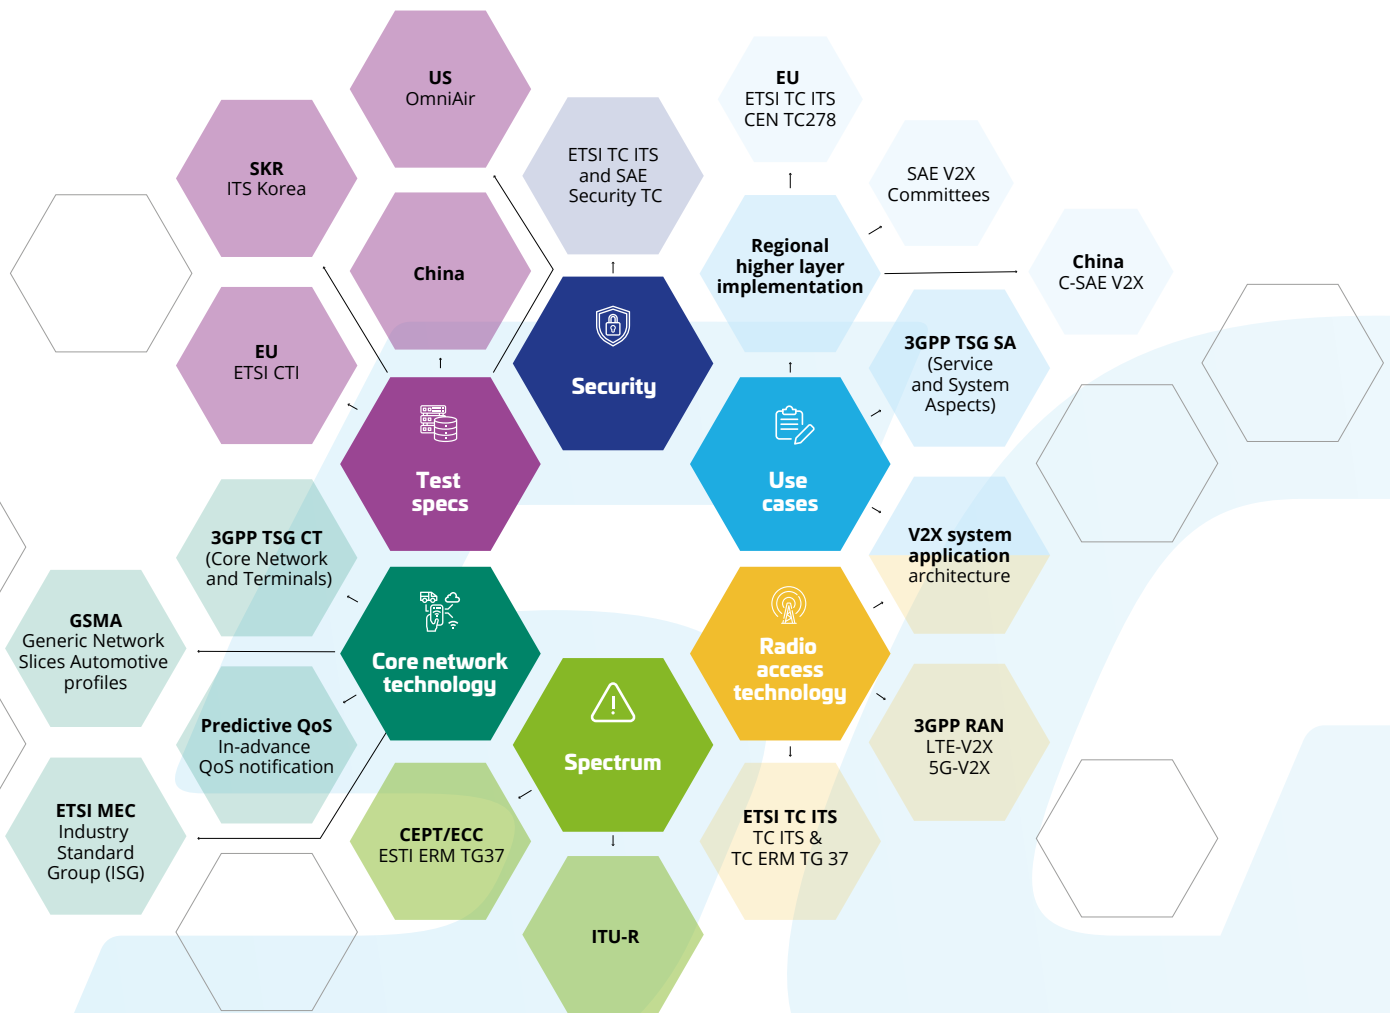 US
OmniAir
SKR
ITS Korea
China
EU
ETSI CTI
Test
specs
ETSI TC ITS
and SAE
Security TC
Security
EU
ETSI TC ITS
CEN TC278
SAE V2X
Committees
Regional
higher layer
implementation
China
C-SAE V2X
3GPP TSG SA
(Service
and System
Aspects)
Use
cases
V2X system
application
architecture
3GPP TSG CT
(Core Network
and Terminals)
GSMA
Generic Network
Slices Automotive
profiles
Core network
technology
Predictive QoS
In-advance
QoS notification
ETSI MEC
Industry
Standard
Group (ISG)
Spectrum
CEPT/ECC
ESTI ERM TG37
ITU-R
Radio
access
technology
3GPP RAN
LTE-V2X
5G-V2X
ETSI TC ITS
TC ITS &
TC ERM TG 37